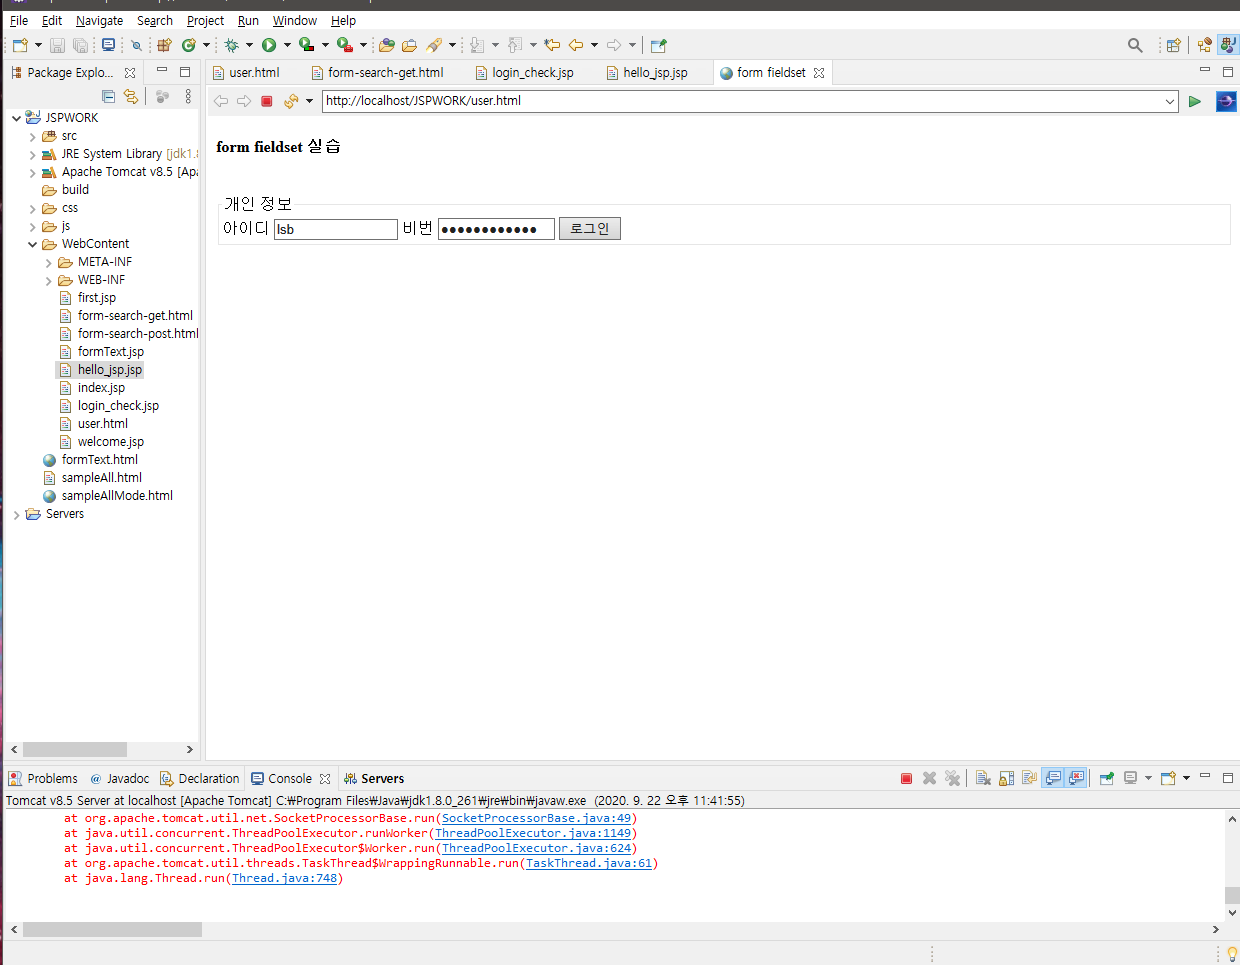 File Edit Navigate Search Project Run Window Help
Package Explo...
user.html form-search-get.html login_check.jsp hello_jsp.jsp form fieldset
http://localhost/JSPWORK/user.html
JSPWORK
src
JRE System Library [jdk1.8
Apache Tomcat v8.5 [Apa
build
css
js
WebContent
META-INF
WEB-INF
first.jsp
form-search-get.html
form-search-post.html
formText.jsp
hello_jsp.jsp
index.jsp
login_check.jsp
user.html
welcome.jsp
formText.html
sampleAll.html
sampleAllMode.html
Servers
form fieldset 실습
개인 정보
아이디 lsb 비번 ●●●●●●●●●●●● 로그인
Problems @ Javadoc Declaration Console Servers
Tomcat v8.5 Server at localhost [Apache Tomcat] C:₩Program Files₩Java₩jdk1.8.0_261₩jre₩bin₩javaw.exe (2020. 9. 22 오후 11:41:55)
at org.apache.tomcat.util.net.SocketProcessorBase.run(SocketProcessorBase.java:49)
at java.util.concurrent.ThreadPoolExecutor.runWorker(ThreadPoolExecutor.java:1149)
at java.util.concurrent.ThreadPoolExecutor$Worker.run(ThreadPoolExecutor.java:624)
at org.apache.tomcat.util.threads.TaskThread$WrappingRunnable.run(TaskThread.java:61)
at java.lang.Thread.run(Thread.java:748)